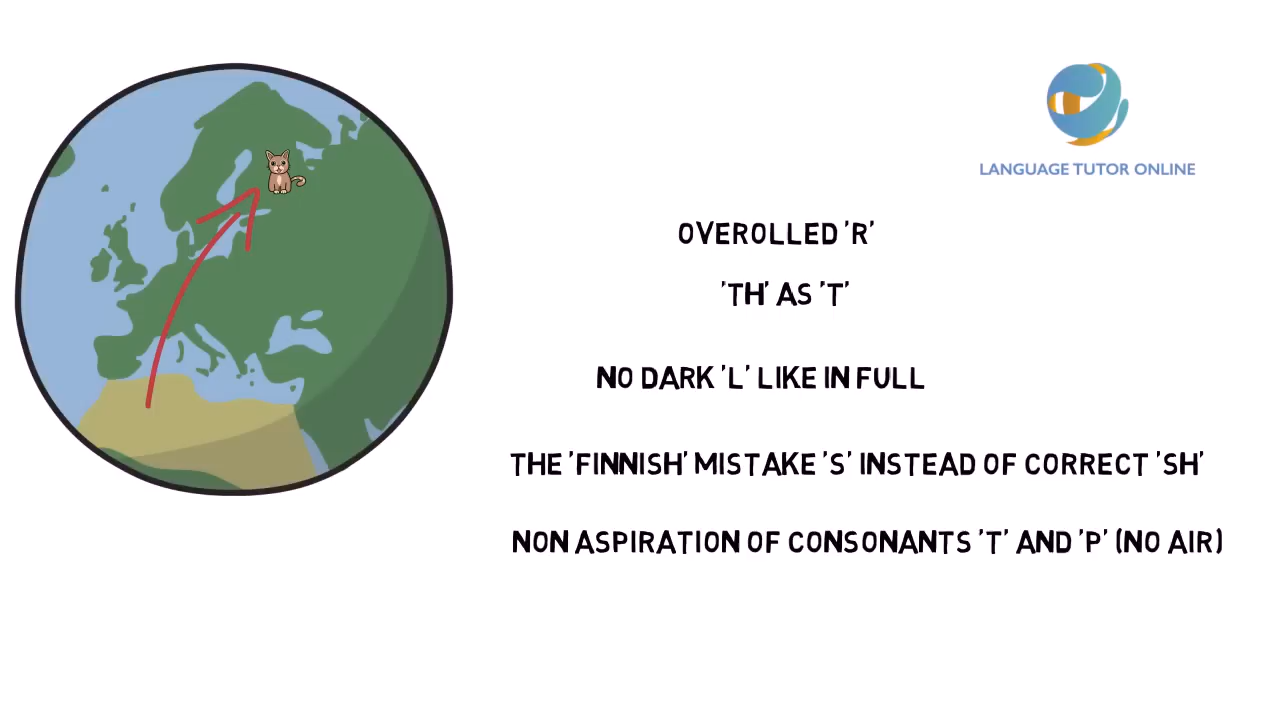 LANGUAGE TUTOR ONLINE
OVEROLLED 'R'
'TH' AS 'T'
NO DARK 'L' LIKE IN FULL
THE 'FINNISH' MISTAKE 'S' INSTEAD OF CORRECT 'SH'
NON ASPIRATION OF CONSONANTS 'T' AND 'P' (NO AIR)